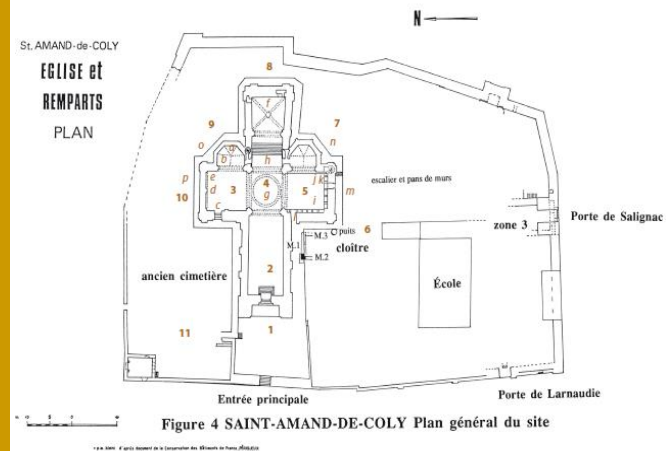 N
St. AMAND-de-COLY
EGLISE et
REMPARTS
PLAN
8
f
9
7
o
a
n
b
h
p
e
4
j
k
escalier et pans de murs
d
3
5
m
10
g
i
c
l
Porte de Salignac
puits
6
zone 3
M.3
M.1
cloître
M.2
2
ancien cimetière
École
11
1
Entrée principale
Porte de Larnaudie
Figure 4 SAINT-AMAND-DE-COLY Plan général du site